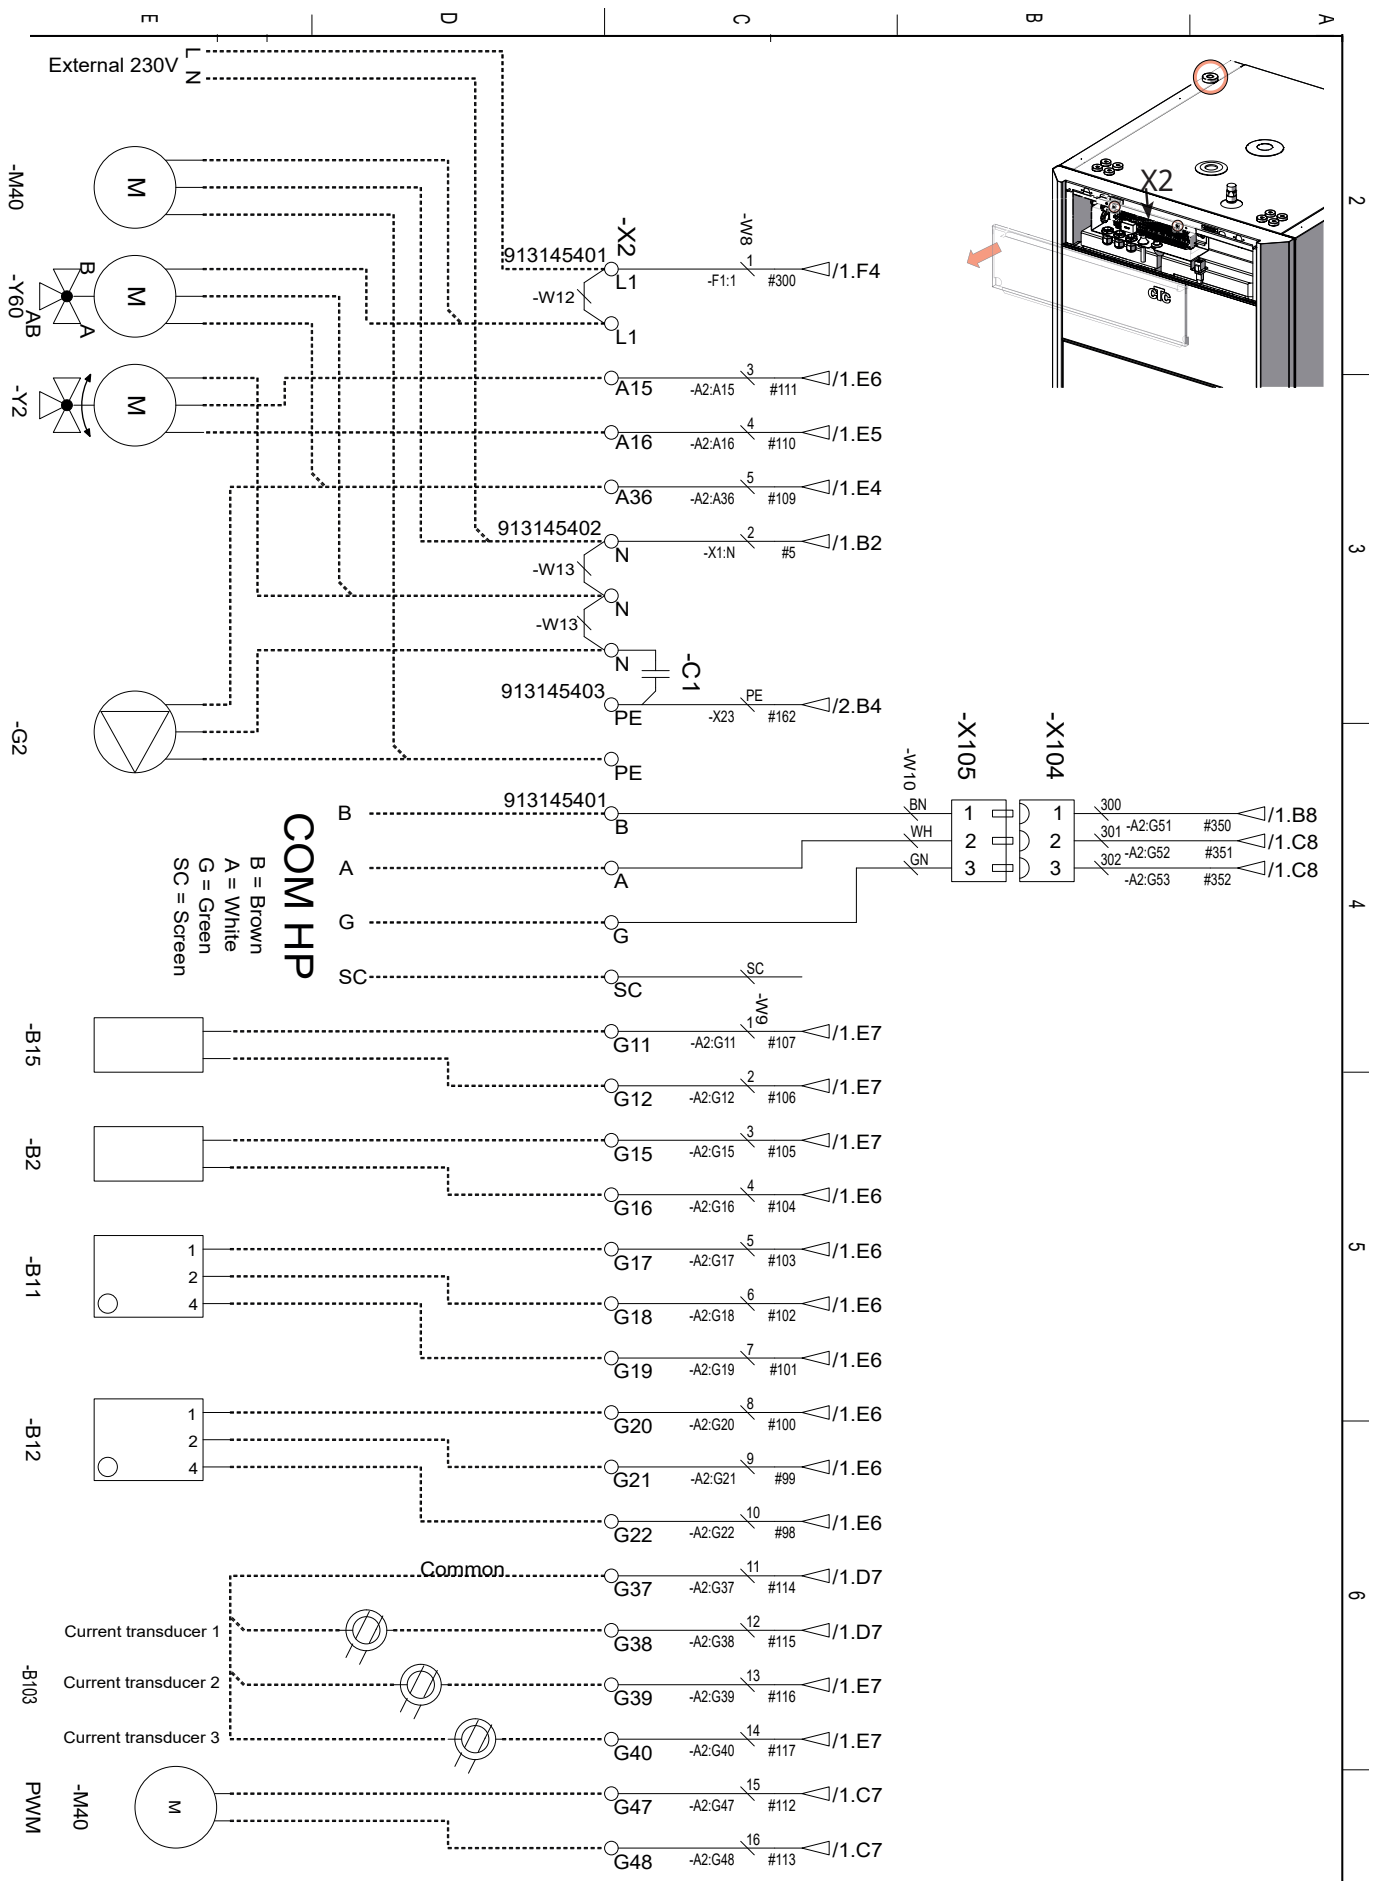 E D C B A
External 230V L
N
X2
2
-M40
M
-X2
-W8
913145401
L1
1
-F1:1
#300
/1.F4
cTc
-Y60
B
AB
A
M
-W12
L1
-Y2
M
A15
3
-A2:A15
#111
/1.E6
A16
4
-A2:A16
#110
/1.E5
A36
5
-A2:A36
#109
/1.E4
913145402
N
2
-X1:N
#5
/1.B2
3
-W13
N
-W13
N
-C1
913145403
PE
PE
-X23
#162
/2.B4
-G2
PE
-W10
-X105
-X104
B
913145401
B
BN
1
1
300
-A2:G51
#350
/1.B8
WH
2
2
301
-A2:G52
#351
/1.C8
A
A
GN
3
3
302
-A2:G53
#352
/1.C8
4
G
G
SC
SC
SC
COM HP
B = Brown
A = White
G = Green
SC = Screen
-W9
-B15
G11
1
-A2:G11
#107
/1.E7
G12
2
-A2:G12
#106
/1.E7
-B2
G15
3
-A2:G15
#105
/1.E7
G16
4
-A2:G16
#104
/1.E6
-B11
1
2
4
G17
5
-A2:G17
#103
/1.E6
5
G18
6
-A2:G18
#102
/1.E6
G19
7
-A2:G19
#101
/1.E6
-B12
1
2
4
G20
8
-A2:G20
#100
/1.E6
G21
9
-A2:G21
#99
/1.E6
G22
10
-A2:G22
#98
/1.E6
Common
G37
11
-A2:G37
#114
/1.D7
6
Current transducer 1
G38
12
-A2:G38
#115
/1.D7
-B103
Current transducer 2
G39
13
-A2:G39
#116
/1.E7
Current transducer 3
G40
14
-A2:G40
#117
/1.E7
PWM
-M40
M
G47
15
-A2:G47
#112
/1.C7
G48
16
-A2:G48
#113
/1.C7